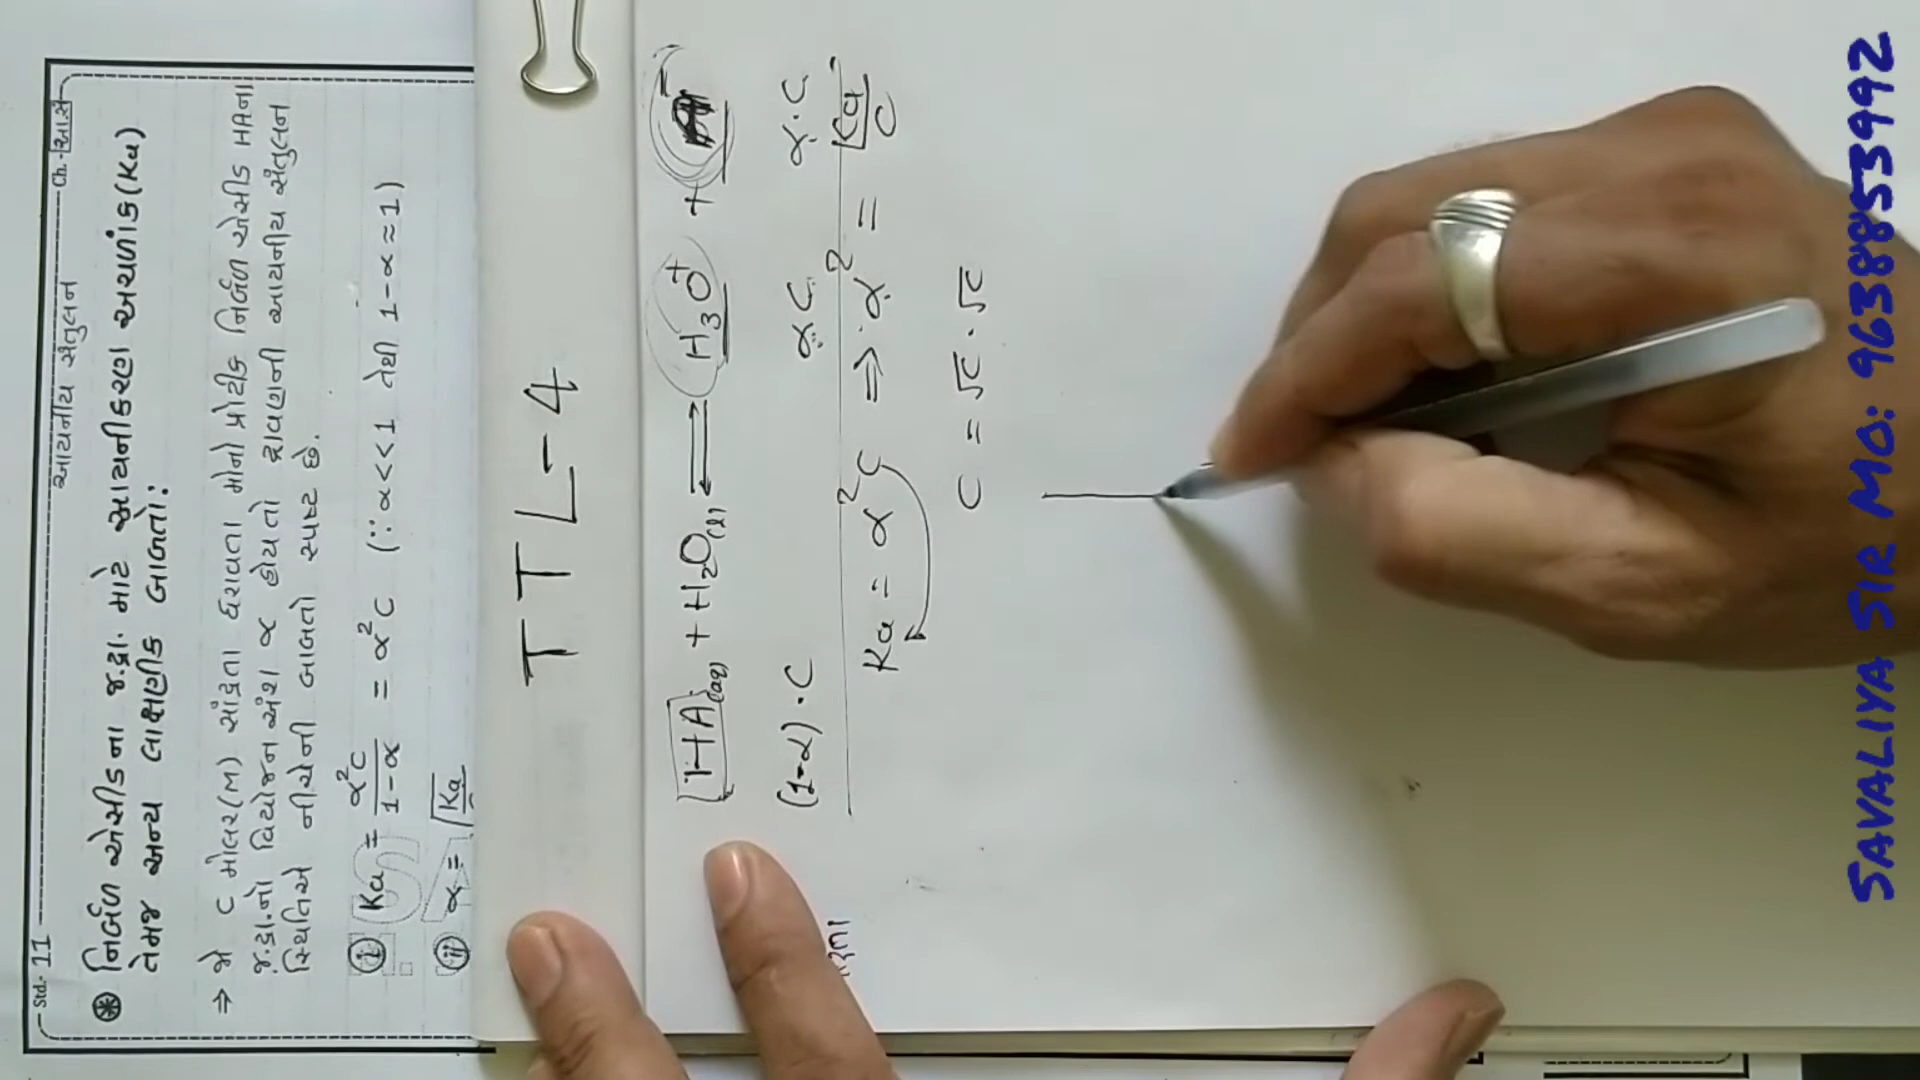 Std.- 11
આયનીય સંતુલન
Ch.-
નિર્બળ એસીડના જ.દ્રા. માટે આયનીકરણ અચળાંક(Ka)
તેમજ અન્ય લાક્ષણીક બાબતો:
⇒ જો C મોલર(M) સાંદ્રતા ધરાવતા મોનો પ્રોટીક નિર્બળ એસીડ HAના
જ.દ્રા.નો વિયોજન અંશ α હોય તો દ્રાવણની આયનીય સંતુલન
સ્થિતિએ નીચેની બાબતો સ્પષ્ટ છે.
(i) Ka = α²C / 1-α = α²C (∵ α<<1 તેથી 1-α≈1)
(ii) α = √Ka
TTL-4
HA(aq) + H₂O(l) ⇌ H₃O⁺ + A⁻
(1-α)·C αC α·C
Ka = α²C ⇒ α² = Ka/C
C = √C · √C
SAVALIYA SIR MO: 9638853992